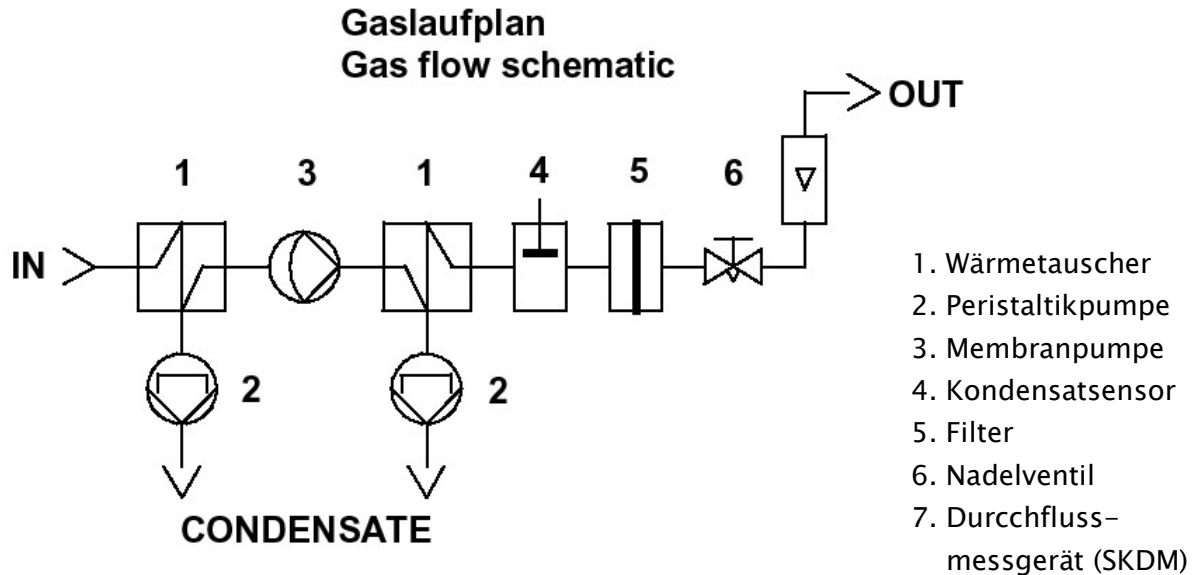 Gaslaufplan
Gas flow schematic
OUT
1 3 1 4 5 6
IN
2 2
CONDENSATE
1. Wärmetauscher
2. Peristaltikpumpe
3. Membranpumpe
4. Kondensatsensor
5. Filter
6. Nadelventil
7. Durcchfluss-
messgerät (SKDM)